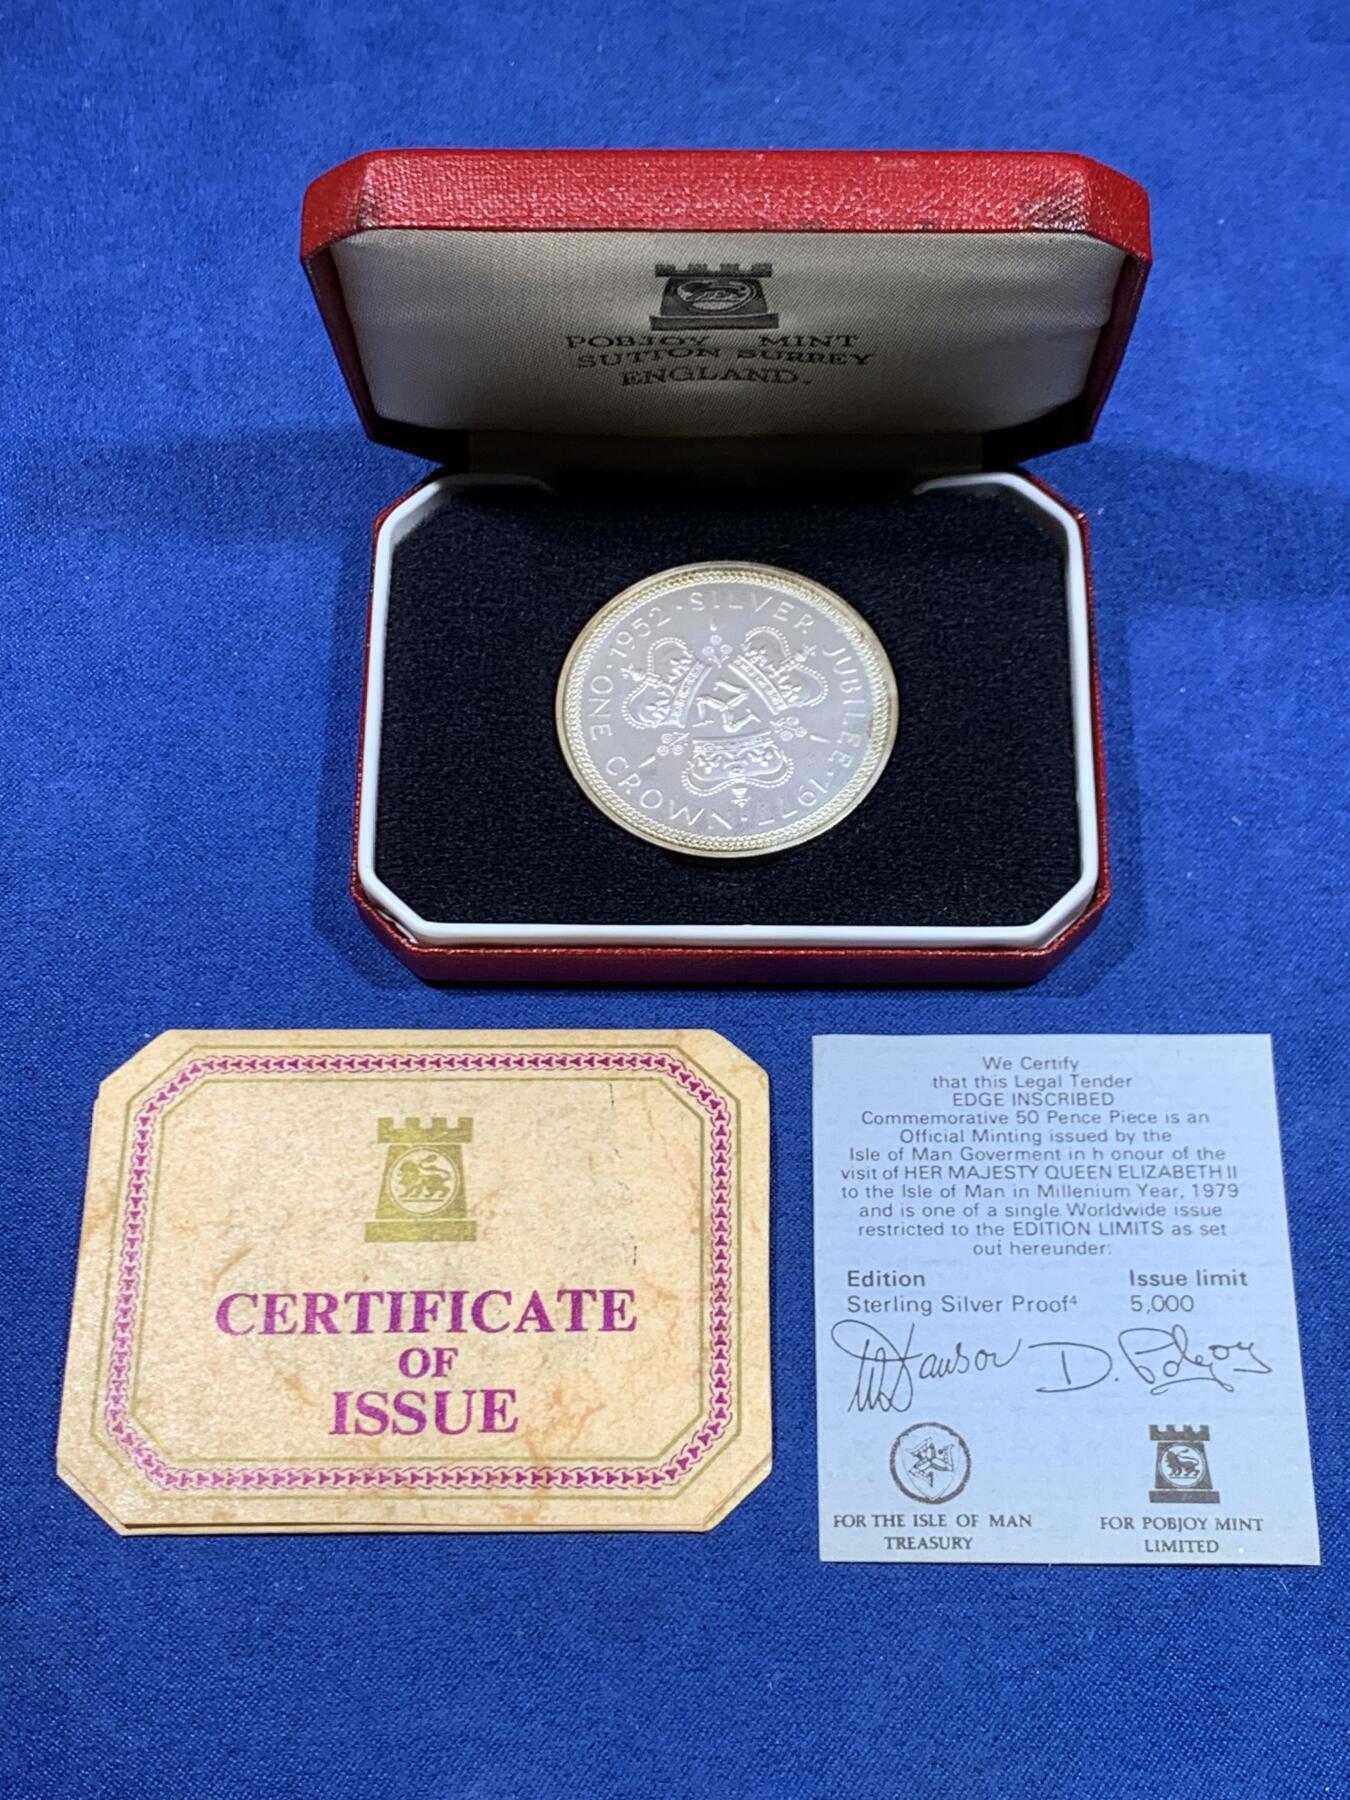 POBJOY MINT
SUTTON SURREY
ENGLAND.
1952 · SILVER JUBILEE · 1977 · ONE CROWN ·
CERTIFICATE
OF
ISSUE
We Certify
that this Legal Tender
EDGE INSCRIBED
Commemorative 50 Pence Piece is an
Official Minting issued by the
Isle of Man Goverment in h onour of the
visit of HER MAJESTY QUEEN ELIZABETH II
to the Isle of Man in Millenium Year, 1979
and is one of a single Worldwide issue
restricted to the EDITION LIMITS as set
out hereunder:
Edition Issue limit
Sterling Silver Proof⁴ 5,000
D. Pobjoy
FOR THE ISLE OF MAN
TREASURY
FOR POBJOY MINT
LIMITED